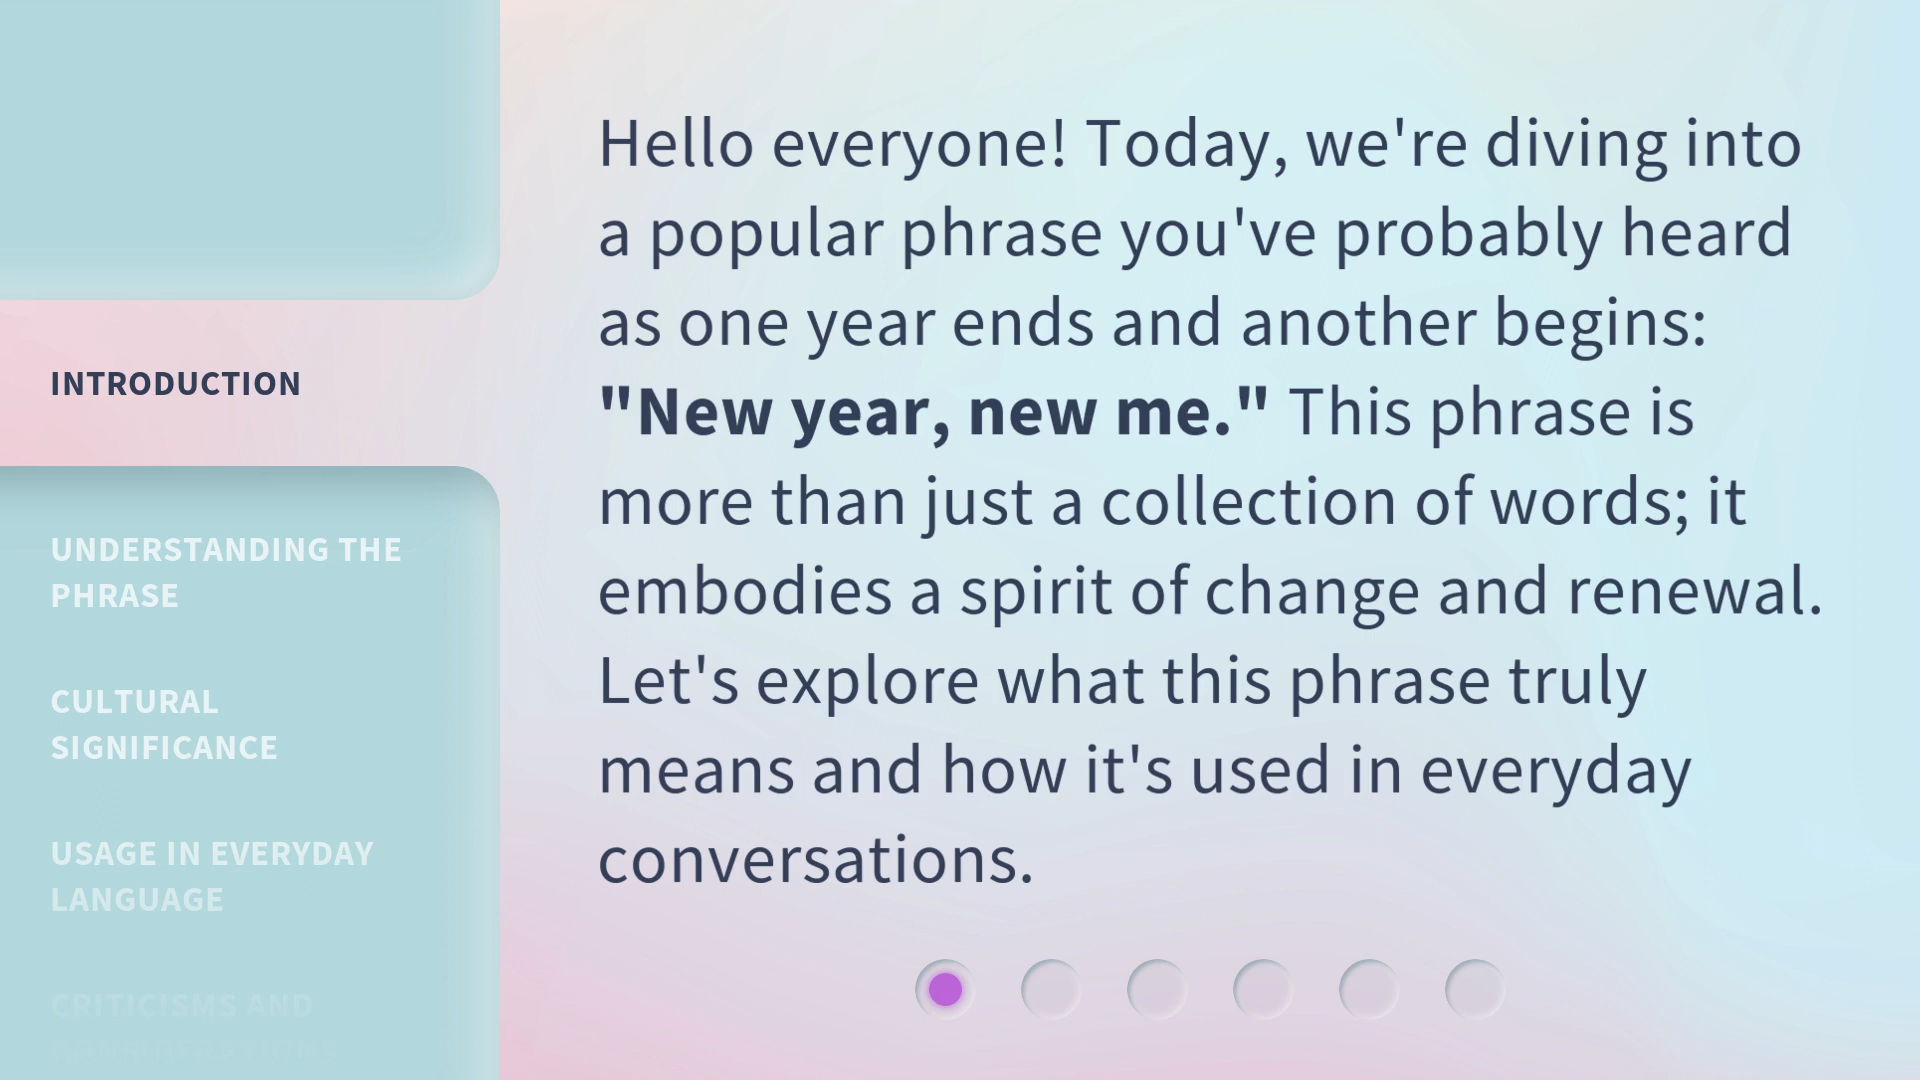 INTRODUCTION
UNDERSTANDING THE
PHRASE
CULTURAL
SIGNIFICANCE
USAGE IN EVERYDAY
LANGUAGE
CRITICISMS AND
Hello everyone! Today, we're diving into
a popular phrase you've probably heard
as one year ends and another begins:
"New year, new me." This phrase is
more than just a collection of words; it
embodies a spirit of change and renewal.
Let's explore what this phrase truly
means and how it's used in everyday
conversations.